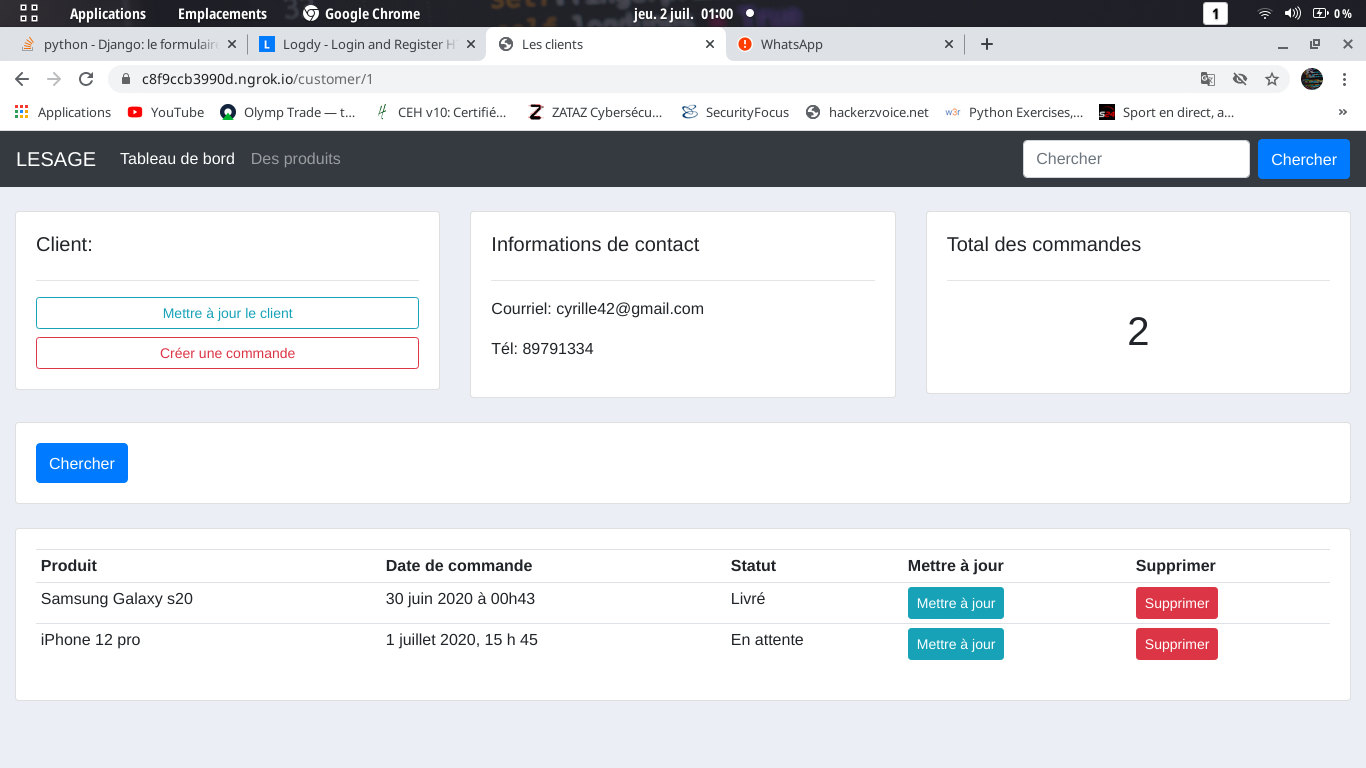 Applications Emplacements Google Chrome jeu. 2 juil. 01:00 1 0 %
python - Django: le formulaire Logdy - Login and Register H Les clients WhatsApp
c8f9ccb3990d.ngrok.io/customer/1
Applications YouTube Olymp Trade — t... CEH v10: Certifié... ZATAZ Cybersécu... SecurityFocus hackerzvoice.net w3r Python Exercises,... Sport en direct, a... »
LESAGE Tableau de bord Des produits Chercher Chercher
Client: Informations de contact Total des commandes
Mettre à jour le client Courriel: cyrille42@gmail.com 2
Créer une commande Tél: 89791334
Chercher
Produit Date de commande Statut Mettre à jour Supprimer
Samsung Galaxy s20 30 juin 2020 à 00h43 Livré Mettre à jour Supprimer
iPhone 12 pro 1 juillet 2020, 15 h 45 En attente Mettre à jour Supprimer